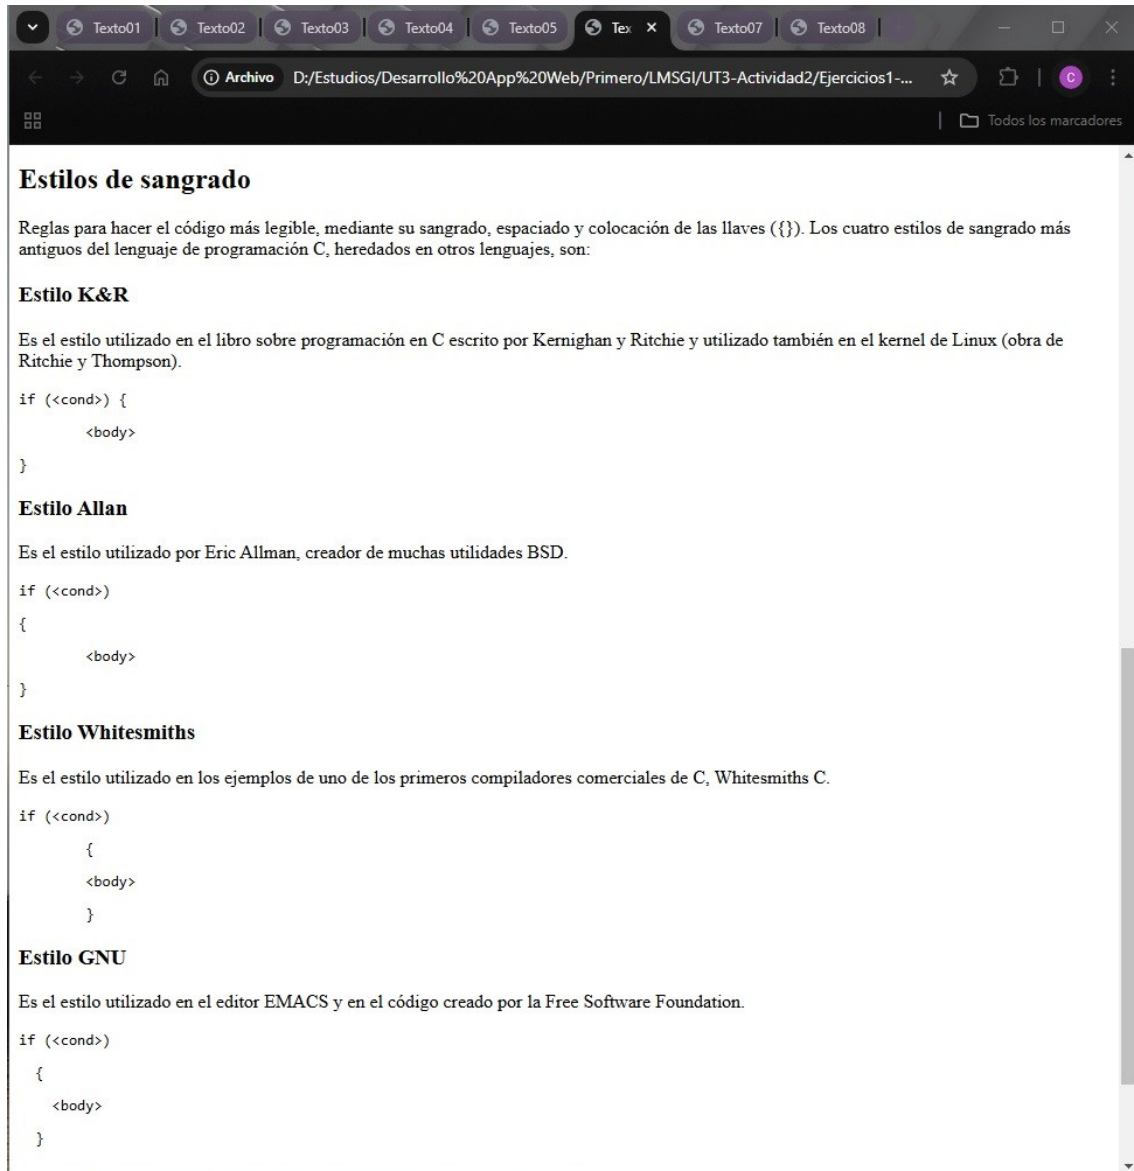 Texto01
Texto02
Texto03
Texto04
Texto05
Tex
Texto07
Texto08
Archivo D:/Estudios/Desarrollo%20App%20Web/Primero/LMSGI/UT3-Actividad2/Ejercicios1-...
C
Todos los marcadores
Estilos de sangrado
Reglas para hacer el código más legible, mediante su sangrado, espaciado y colocación de las llaves ({}). Los cuatro estilos de sangrado más
antiguos del lenguaje de programación C, heredados en otros lenguajes, son:
Estilo K&R
Es el estilo utilizado en el libro sobre programación en C escrito por Kernighan y Ritchie y utilizado también en el kernel de Linux (obra de
Ritchie y Thompson).
if (<cond>) {
        <body>
}
Estilo Allan
Es el estilo utilizado por Eric Allman, creador de muchas utilidades BSD.
if (<cond>)
{
        <body>
}
Estilo Whitesmiths
Es el estilo utilizado en los ejemplos de uno de los primeros compiladores comerciales de C, Whitesmiths C.
if (<cond>)
        {
        <body>
        }
Estilo GNU
Es el estilo utilizado en el editor EMACS y en el código creado por la Free Software Foundation.
if (<cond>)
  {
    <body>
  }